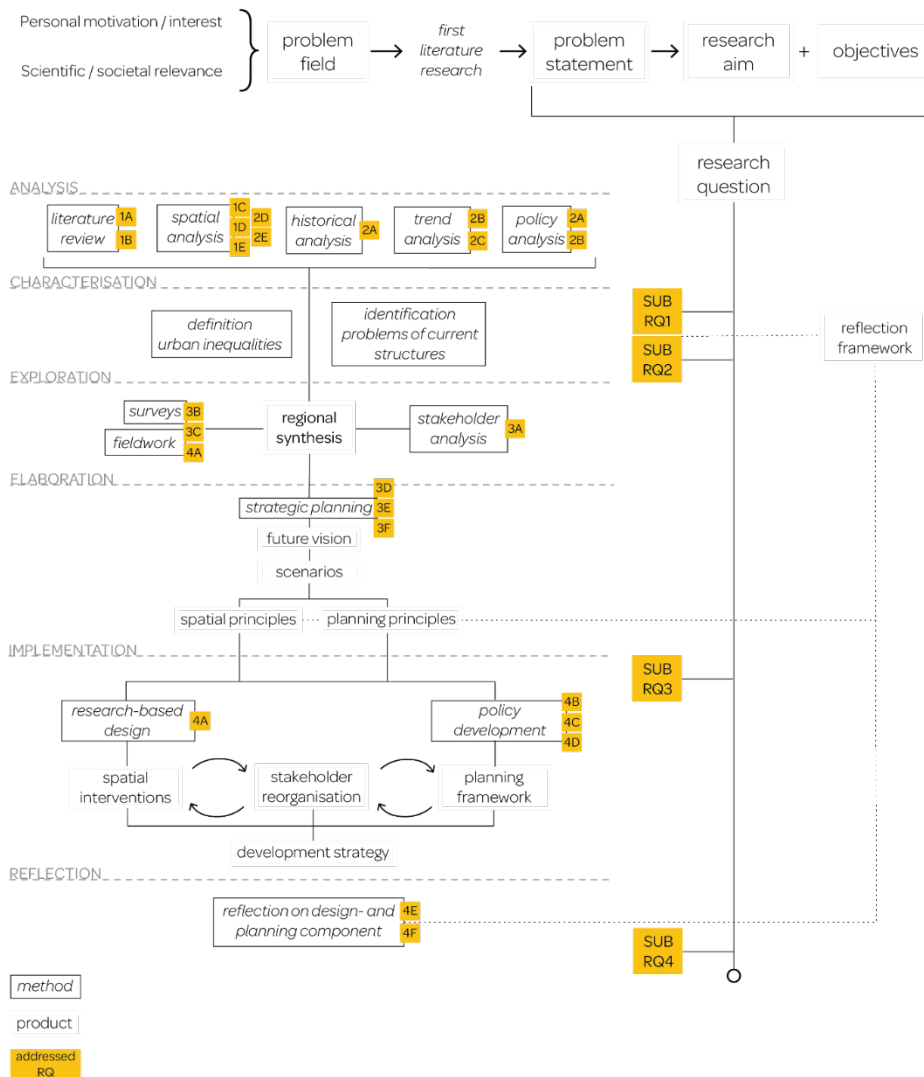 Personal motivation / interest
Scientific / societal relevance
problem
field
first
literature
research
problem
statement
research
aim
+
objectives
research
question
ANALYSIS
literature
review
1A
1B
spatial
analysis
1C
1D
1E
2D
2E
historical
analysis
2A
trend
analysis
2B
2C
policy
analysis
2A
2B
CHARACTERISATION
definition
urban inequalities
identification
problems of current
structures
SUB
RQ1
SUB
RQ2
reflection
framework
EXPLORATION
surveys
3B
fieldwork
3C
4A
regional
synthesis
stakeholder
analysis
3A
ELABORATION
strategic planning
3D
3E
3F
future vision
scenarios
spatial principles
planning principles
IMPLEMENTATION
SUB
RQ3
research-based
design
4A
policy
development
4B
4C
4D
spatial
interventions
stakeholder
reorganisation
planning
framework
development strategy
REFLECTION
reflection on design- and
planning component
4E
4F
SUB
RQ4
method
product
addressed
RQ